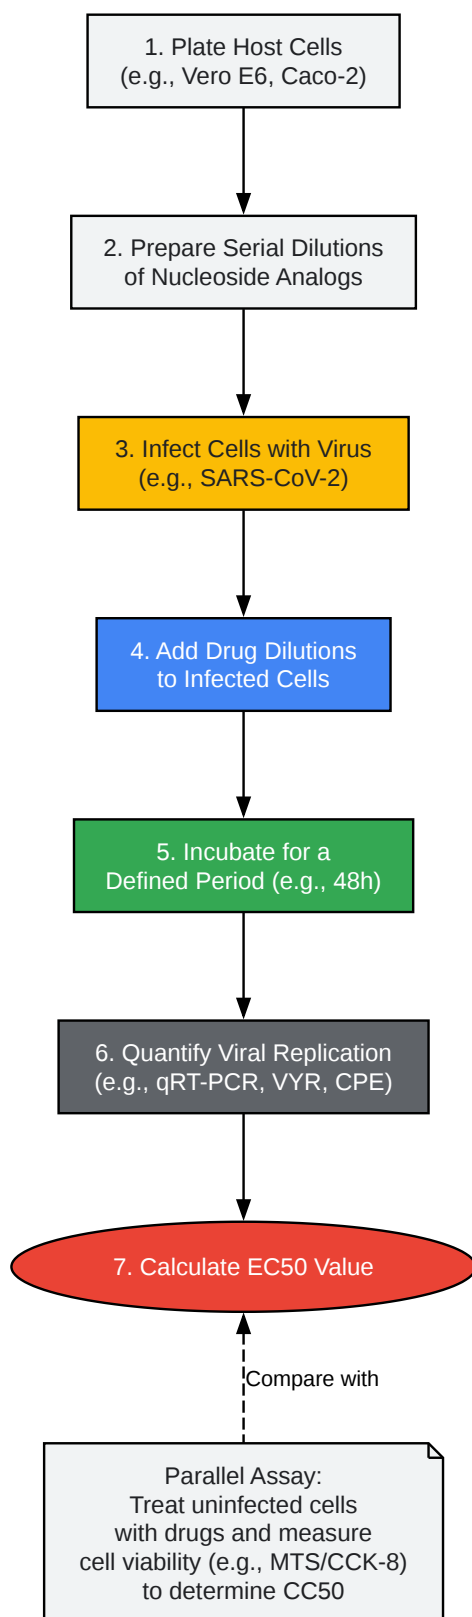 1. Plate Host Cells
(e.g., Vero E6, Caco-2)
2. Prepare Serial Dilutions
of Nucleoside Analogs
3. Infect Cells with Virus
(e.g., SARS-CoV-2)
4. Add Drug Dilutions
to Infected Cells
5. Incubate for a
Defined Period (e.g., 48h)
6. Quantify Viral Replication
(e.g., qRT-PCR, VYR, CPE)
7. Calculate EC50 Value
Compare with
Parallel Assay:
Treat uninfected cells
with drugs and measure
cell viability (e.g., MTS/CCK-8)
to determine CC50